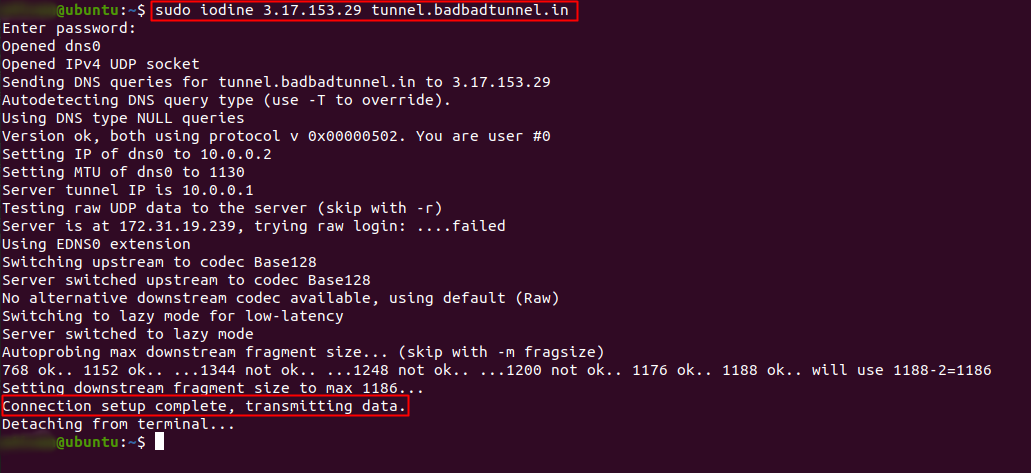 @ubuntu:~$ sudo iodine 3.17.153.29 tunnel.badbadtunnel.in
Enter password:
Opened dns0
Opened IPv4 UDP socket
Sending DNS queries for tunnel.badbadtunnel.in to 3.17.153.29
Autodetecting DNS query type (use -T to override).
Using DNS type NULL queries
Version ok, both using protocol v 0x00000502. You are user #0
Setting IP of dns0 to 10.0.0.2
Setting MTU of dns0 to 1130
Server tunnel IP is 10.0.0.1
Testing raw UDP data to the server (skip with -r)
Server is at 172.31.19.239, trying raw login: ....failed
Using EDNS0 extension
Switching upstream to codec Base128
Server switched upstream to codec Base128
No alternative downstream codec available, using default (Raw)
Switching to lazy mode for low-latency
Server switched to lazy mode
Autoprobing max downstream fragment size... (skip with -m fragsize)
768 ok.. 1152 ok.. ...1344 not ok.. ...1248 not ok.. ...1200 not ok.. 1176 ok.. 1188 ok.. will use 1188-2=1186
Setting downstream fragment size to max 1186...
Connection setup complete, transmitting data.
Detaching from terminal...
@ubuntu:~$